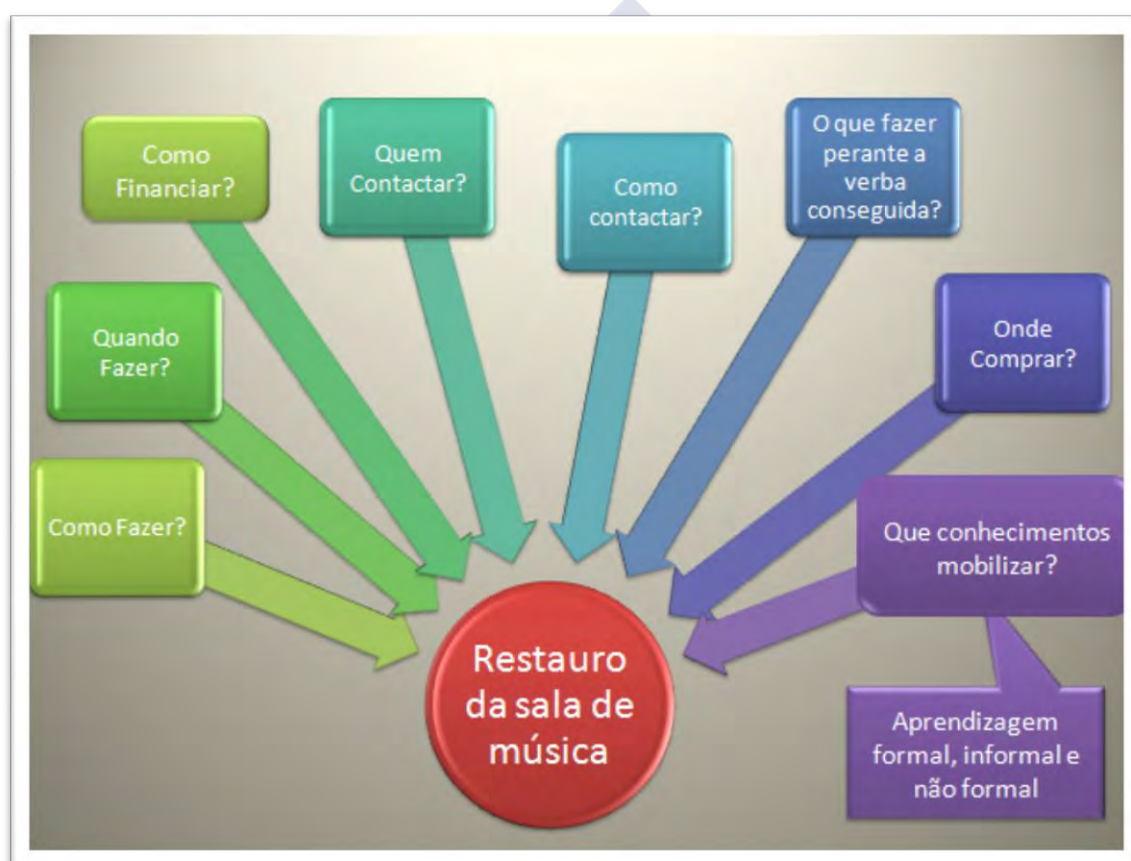 Como
Financiar?
Quem
Contactar?
Como
contactar?
O que fazer
perante a
verba
conseguida?
Quando
Fazer?
Onde
Comprar?
Como Fazer?
Que conhecimentos
mobilizar?
Restauro
da sala de
música
Aprendizagem
formal, informal e
não formal